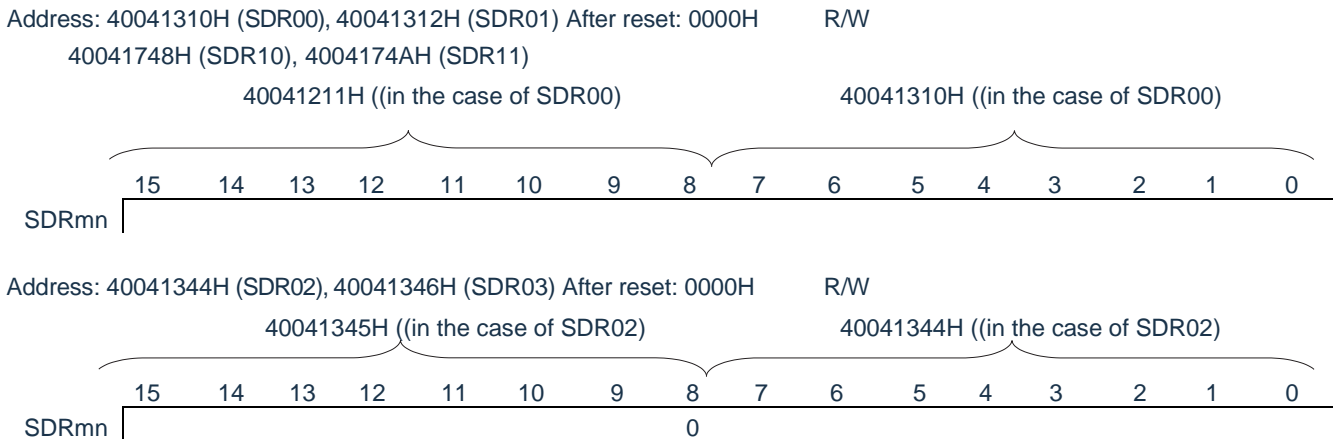 Address: 40041310H (SDR00), 40041312H (SDR01) After reset: 0000H R/W
40041748H (SDR10), 4004174AH (SDR11)
40041211H ((in the case of SDR00) 40041310H ((in the case of SDR00)
15 14 13 12 11 10 9 8 7 6 5 4 3 2 1 0
SDRmn
Address: 40041344H (SDR02), 40041346H (SDR03) After reset: 0000H R/W
40041345H ((in the case of SDR02) 40041344H ((in the case of SDR02)
15 14 13 12 11 10 9 8 7 6 5 4 3 2 1 0
SDRmn 0